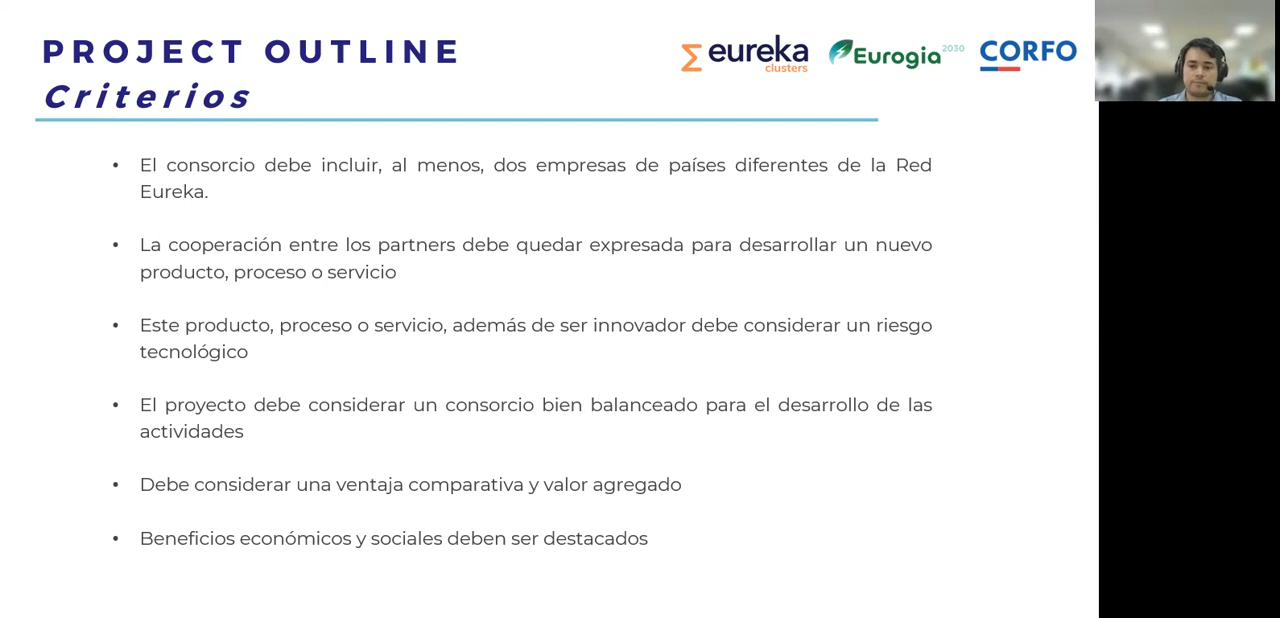 PROJECT OUTLINE
Criterios
eureka
clusters
Eurogia 2030
CORFO
• El consorcio debe incluir, al menos, dos empresas de países diferentes de la Red
Eureka.
• La cooperación entre los partners debe quedar expresada para desarrollar un nuevo
producto, proceso o servicio
• Este producto, proceso o servicio, además de ser innovador debe considerar un riesgo
tecnológico
• El proyecto debe considerar un consorcio bien balanceado para el desarrollo de las
actividades
• Debe considerar una ventaja comparativa y valor agregado
• Beneficios económicos y sociales deben ser destacados